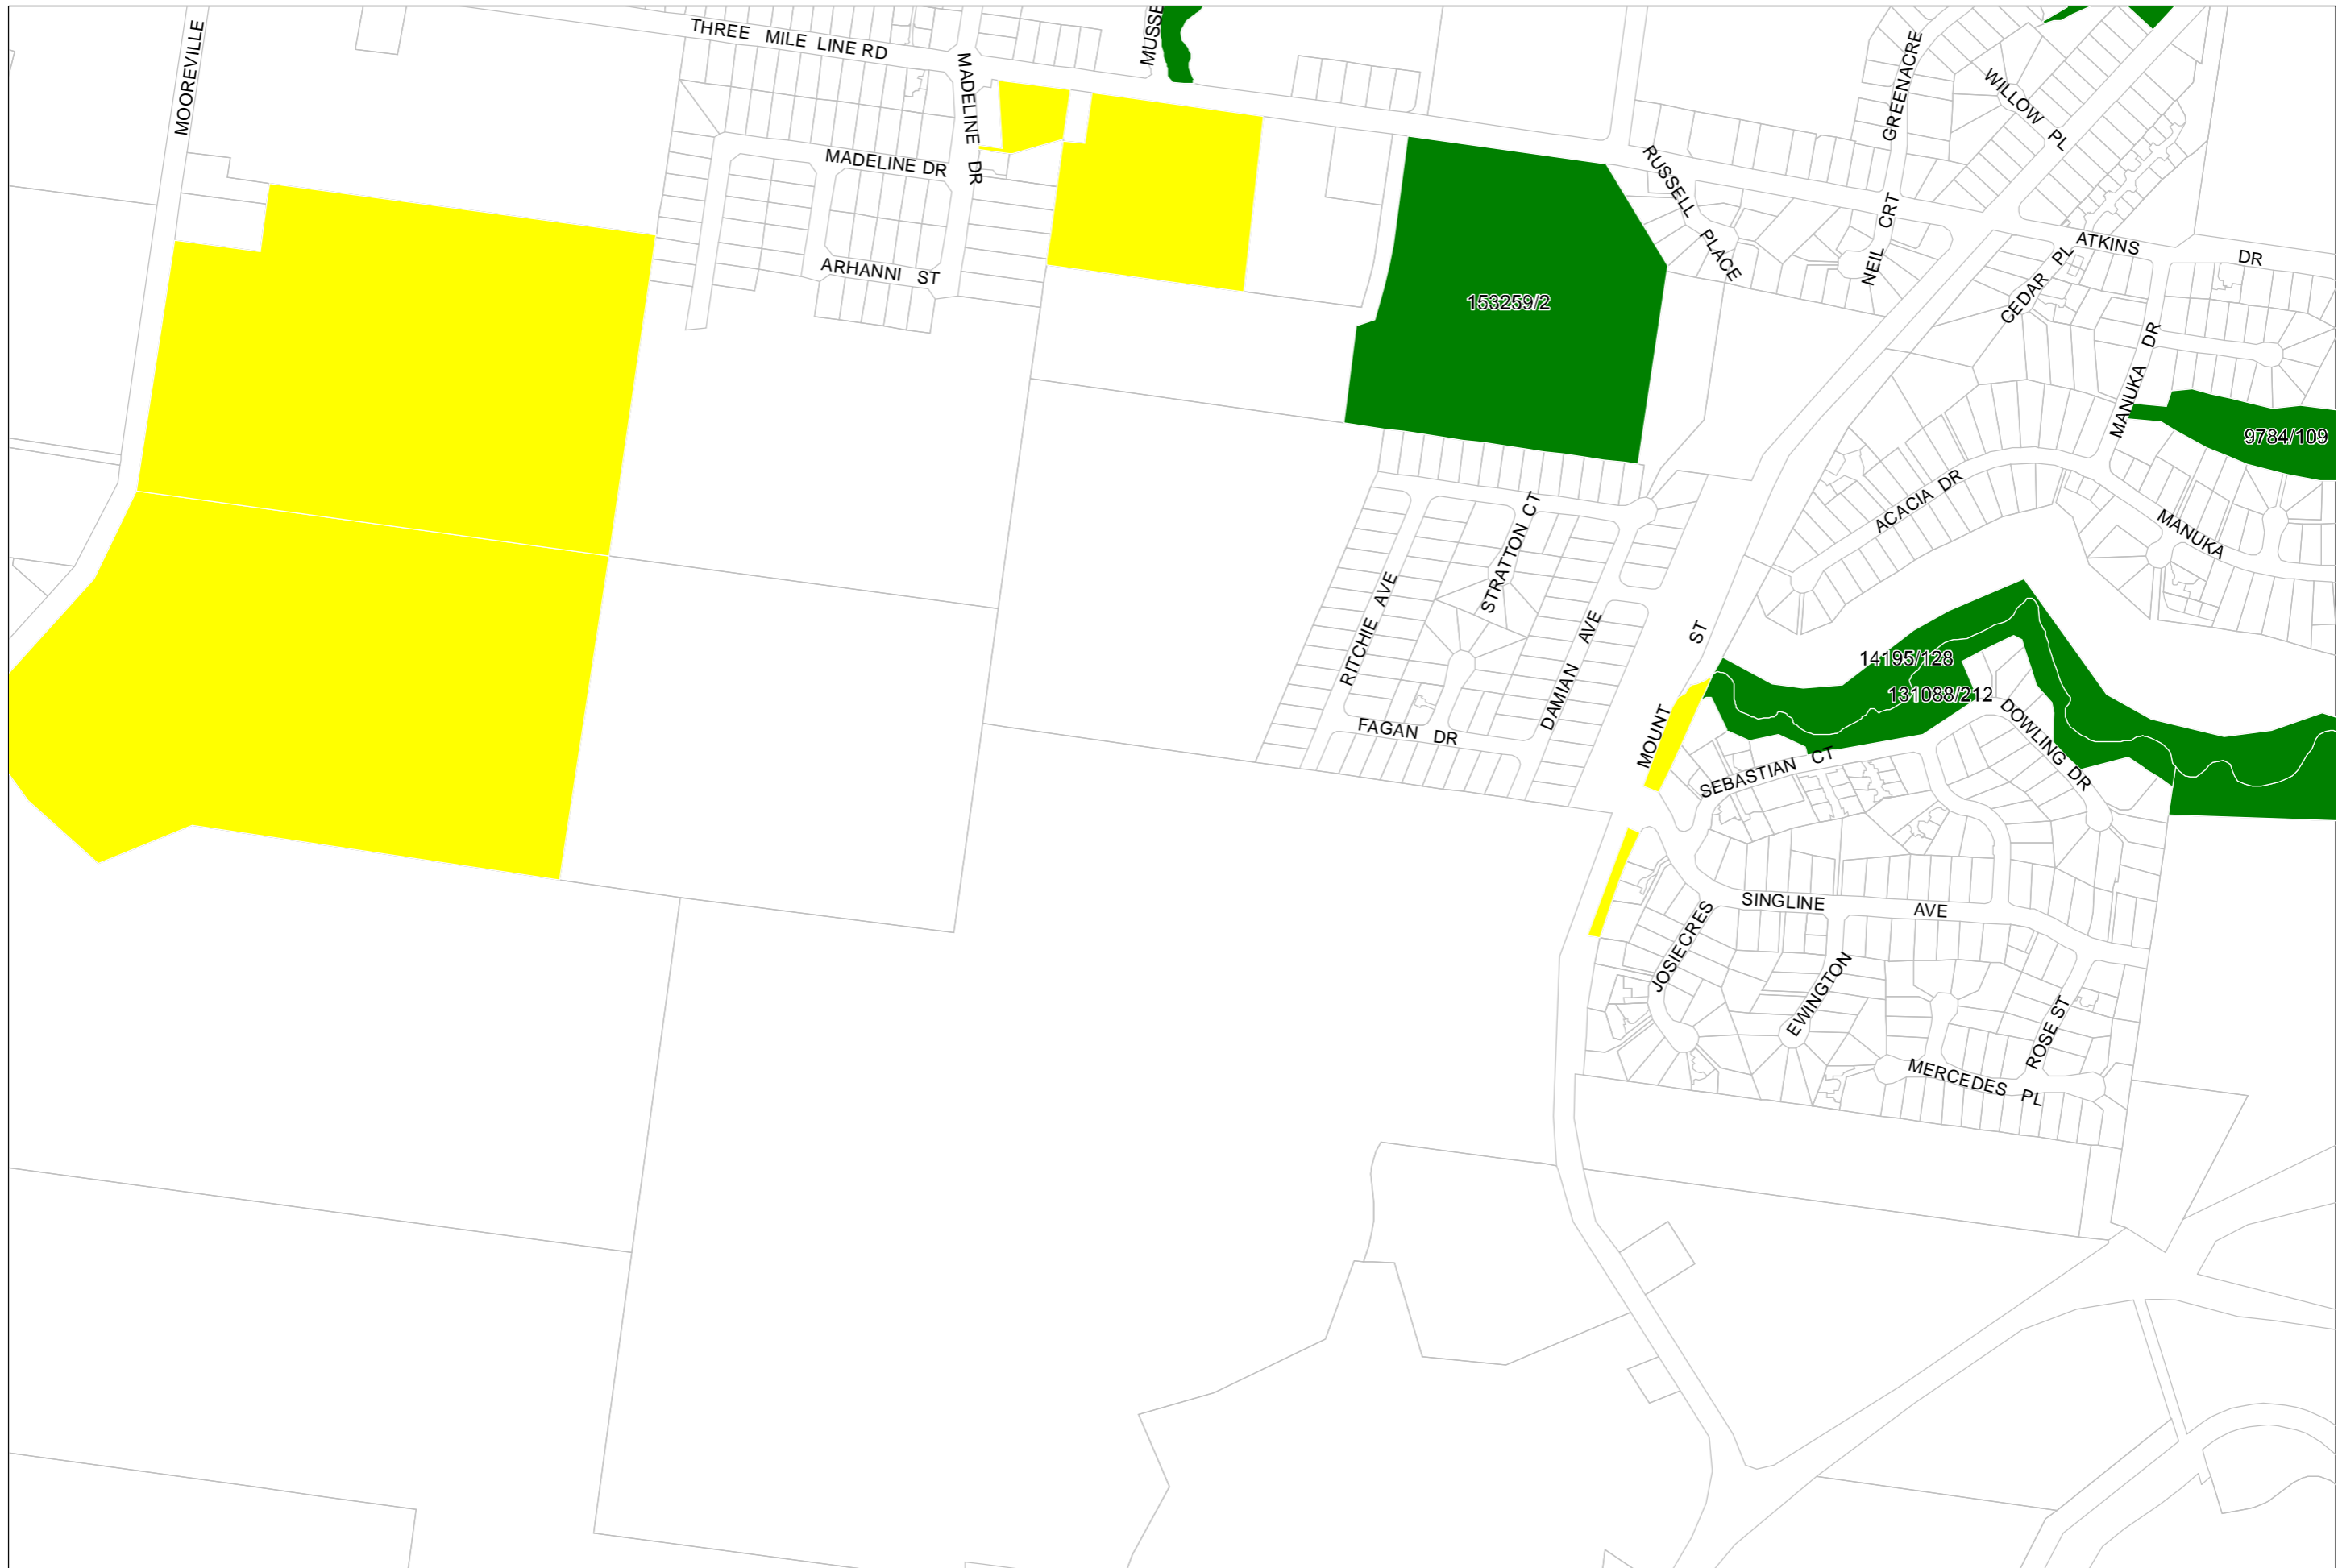 MOOREVILLE
THREE MILE LINE RD
MADELINE DR
MADELINE DR
ARHANNI ST
MUSSE
153259/2
RUSSELL PLACE
GREENACRE
NEIL CRT
WILLOW PL
ATKINS DR
CEDAR PL
MANUKA DR
9784/109
ACACIA DR
MANUKA
RITCHIE AVE
STRATTON CT
DAMIAN AVE
FAGAN DR
MOUNT ST
14195/128
131088/212
DOWLING DR
SEBASTIAN CT
SINGLINE AVE
JOSIECRES
EWINGTON
ROSE ST
MERCEDES PL